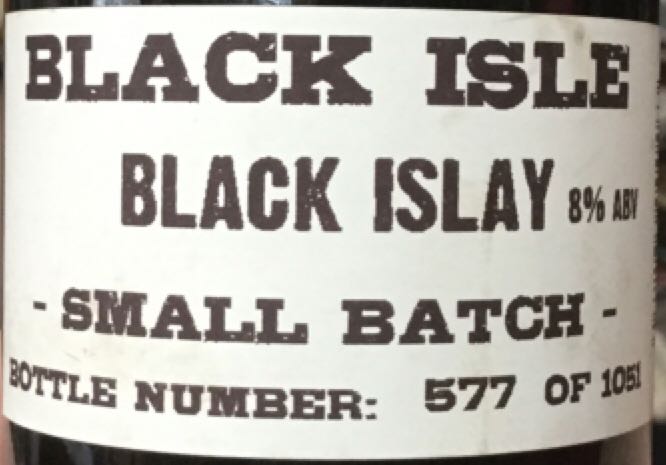 BLACK ISLE
BLACK ISLAY 8% ABV
- SMALL BATCH -
BOTTLE NUMBER: 577 OF 1051